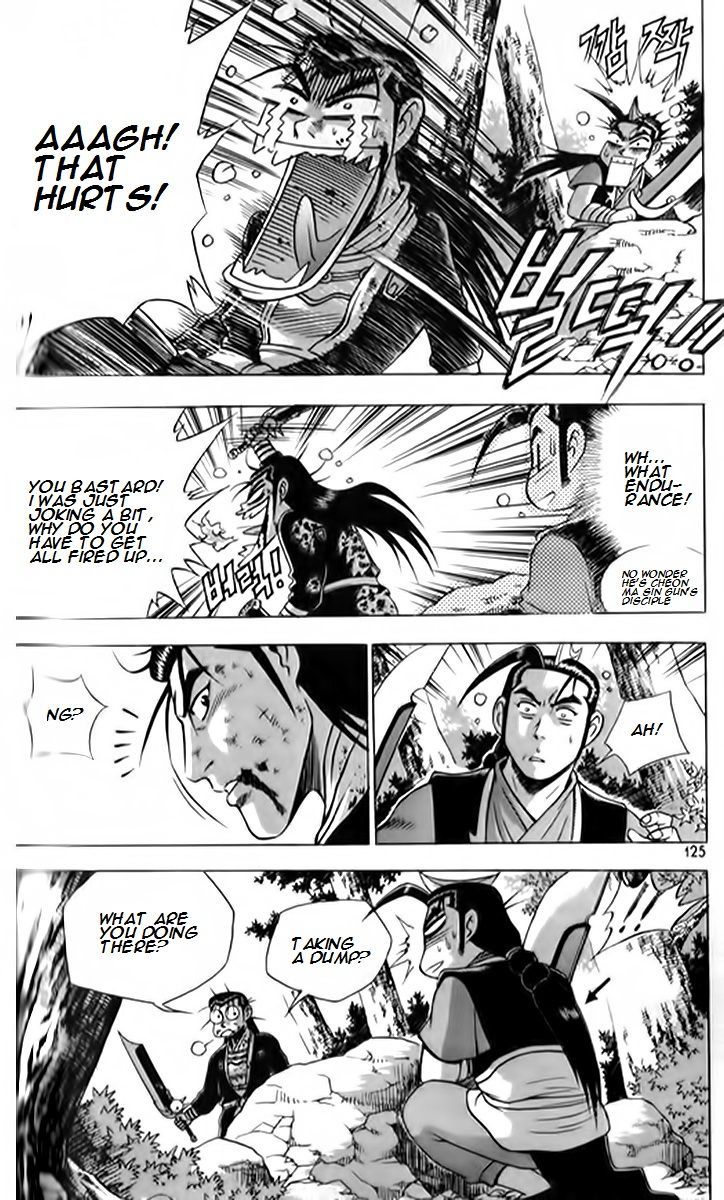 깜짝
AAAGH!
THAT
HURTS!
벌떡!!
WH...
WHAT
ENDU-
RANCE!
YOU BASTARD!
I WAS JUST
JOKING A BIT,
WHY DO YOU
HAVE TO GET
ALL FIRED UP...
버럭!
NO WONDER
HE'S CHEON
MA SIN GUN'S
DISCIPLE
NG?
AH!
125
WHAT ARE
YOU DOING
THERE?
TAKING
A DUMP?